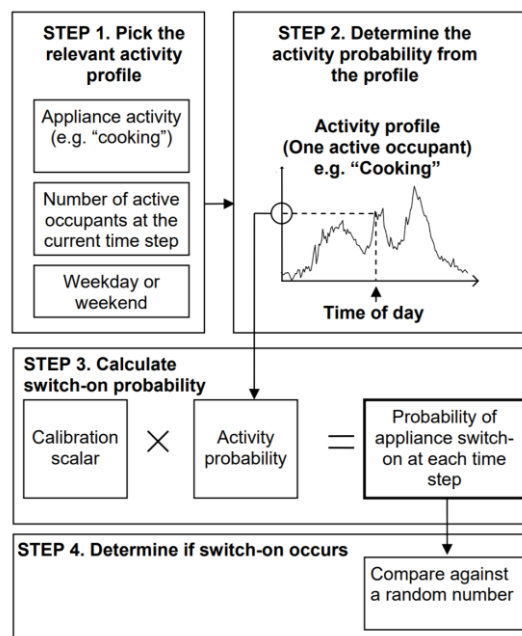 STEP 1. Pick the
relevant activity
profile
Appliance activity
(e.g. “cooking”)
Number of active
occupants at the
current time step
Weekday or
weekend
STEP 2. Determine the
activity probability from
the profile
Activity profile
(One active occupant)
e.g. “Cooking”
Time of day
STEP 3. Calculate
switch-on probability
Calibration
scalar
×
Activity
probability
=
Probability of
appliance switch-
on at each time
step
STEP 4. Determine if switch-on occurs
Compare against
a random number